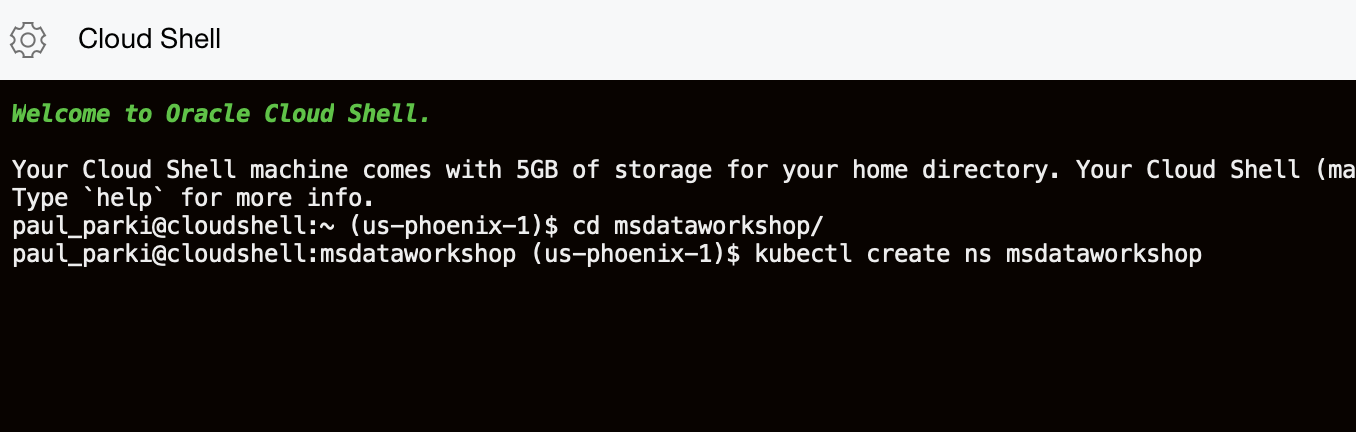 Cloud Shell
Welcome to Oracle Cloud Shell.
Your Cloud Shell machine comes with 5GB of storage for your home directory. Your Cloud Shell (ma
Type `help` for more info.
paul_parki@cloudshell:~ (us-phoenix-1)$ cd msdataworkshop/
paul_parki@cloudshell:msdataworkshop (us-phoenix-1)$ kubectl create ns msdataworkshop